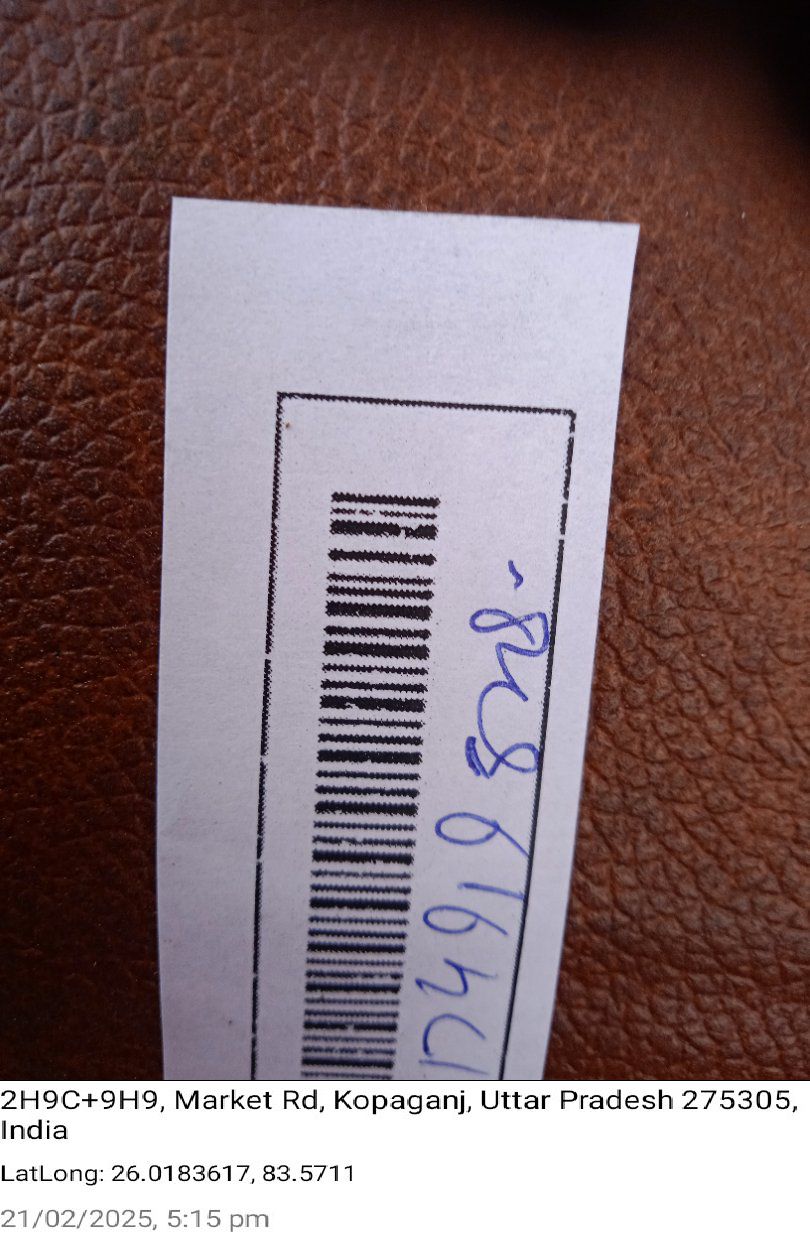 2H9C+9H9, Market Rd, Kopaganj, Uttar Pradesh 275305,
India
LatLong: 26.0183617, 83.5711
21/02/2025, 5:15 pm